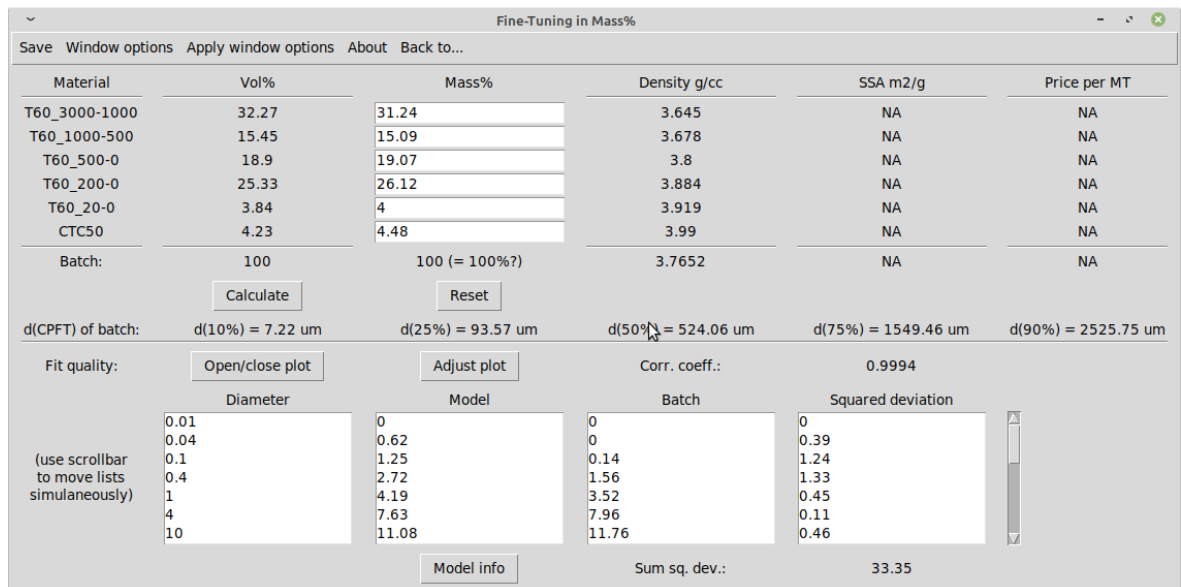 Fine-Tuning in Mass%
Save Window options Apply window options About Back to...
Material Vol% Mass% Density g/cc SSA m2/g Price per MT
T60_3000-1000 32.27 31.24 3.645 NA NA
T60_1000-500 15.45 15.09 3.678 NA NA
T60_500-0 18.9 19.07 3.8 NA NA
T60_200-0 25.33 26.12 3.884 NA NA
T60_20-0 3.84 4 3.919 NA NA
CTC50 4.23 4.48 3.99 NA NA
Batch: 100 100 (= 100%?) 3.7652 NA NA
Calculate Reset
d(CPFT) of batch: d(10%) = 7.22 um d(25%) = 93.57 um d(50%) = 524.06 um d(75%) = 1549.46 um d(90%) = 2525.75 um
Fit quality: Open/close plot Adjust plot Corr. coeff.: 0.9994
Diameter Model Batch Squared deviation
0.01 0 0 0
0.04 0.62 0 0.39
(use scrollbar to move lists simulaneously)
0.1 1.25 0.14 1.24
0.4 2.72 1.56 1.33
1 4.19 3.52 0.45
4 7.63 7.96 0.11
10 11.08 11.76 0.46
Model info Sum sq. dev.: 33.35